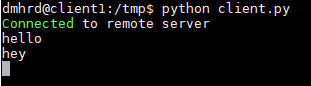 dmhrd@client1:/tmp$ python client.py
Connected to remote server
hello
hey